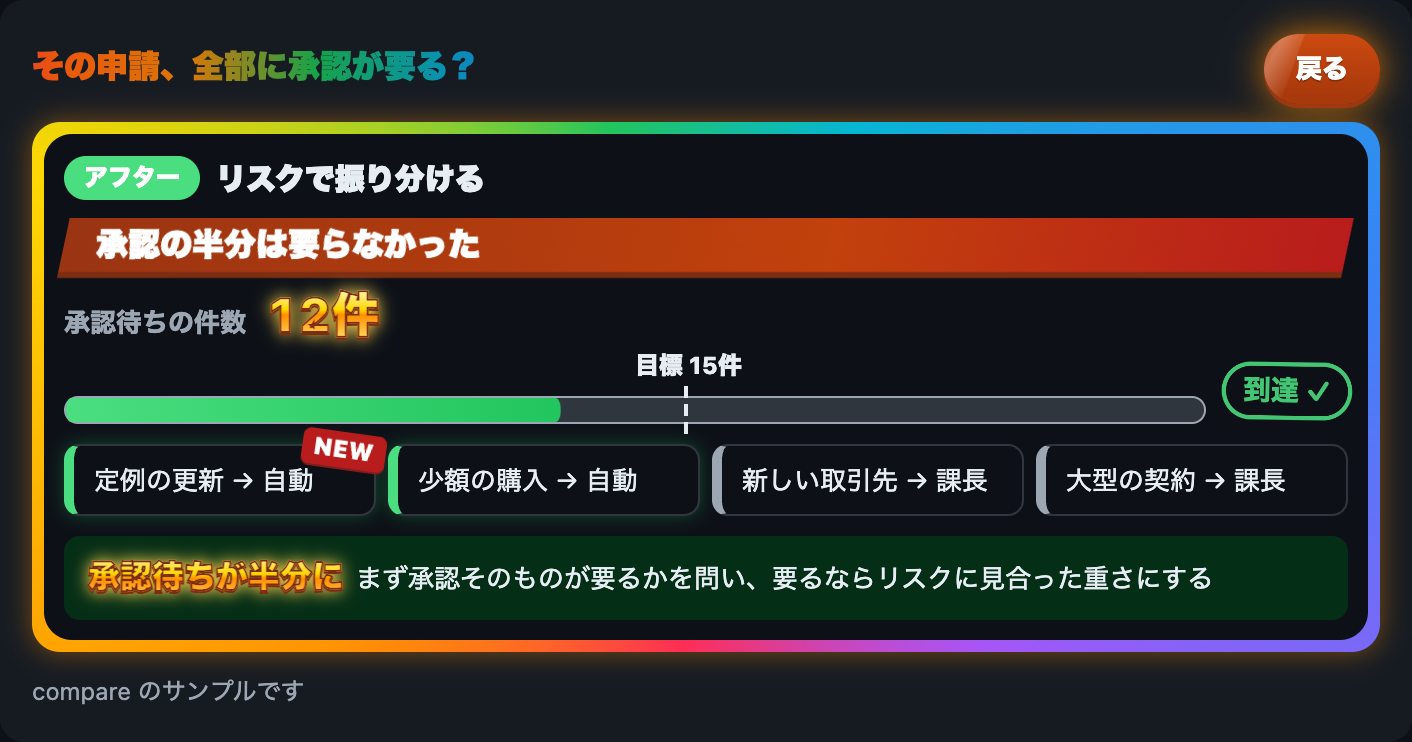 その申請、全部に承認が要る？
戻る
アフター リスクで振り分ける
承認の半分は要らなかった
承認待ちの件数 12件
目標 15件
到達 ✓
NEW
定例の更新 → 自動
少額の購入 → 自動
新しい取引先 → 課長
大型の契約 → 課長
承認待ちが半分に まず承認そのものが要るかを問い、要るならリスクに見合った重さにする
compare のサンプルです